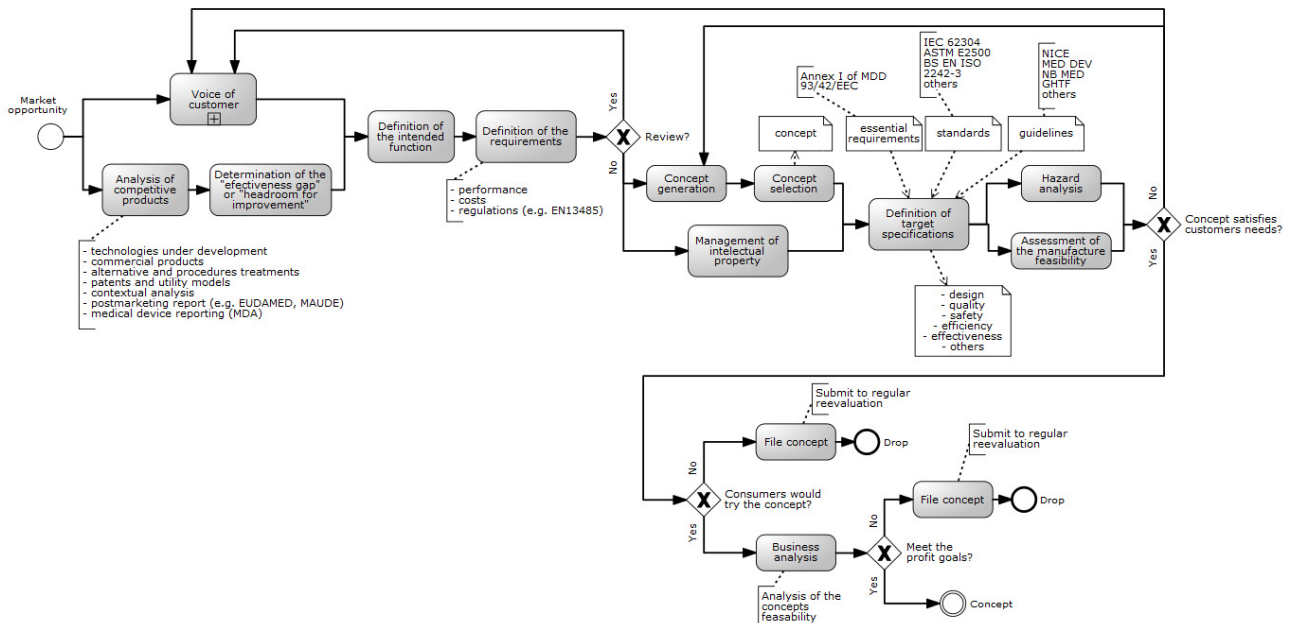 Market
opportunity
Voice of
customer
Analysis of
competitive
products
Determination of the
"efectiveness gap"
or "headroom for
improvement"
- technologies under development
- commercial products
- alternative and procedures treatments
- patents and utility models
- contextual analysis
- postmarketing report (e.g. EUDAMED, MAUDE)
- medical device reporting (MDA)
Definition of
the intended
function
Definition of the
requirements
- performance
- costs
- regulations (e.g. EN13485)
Review?
Yes
No
Concept
generation
Concept
selection
concept
Management of
intelectual
property
Annex I of MDD
93/42/EEC
essential
requirements
IEC 62304
ASTM E2500
BS EN ISO
2242-3
others
standards
NICE
MED DEV
NB MED
GHTF
others
guidelines
Definition of
target
specifications
- design
- quality
- safety
- efficiency
- effectiveness
- others
Hazard
analysis
Assessment of
the manufacture
feasibility
No
Concept satisfies
customers needs?
Yes
Submit to regular
reevaluation
File concept
Drop
No
Consumers would
try the concept?
Yes
Business
analysis
Analysis of the
concepts
feasability
Submit to regular
reevaluation
File concept
Drop
No
Meet the
profit goals?
Yes
Concept